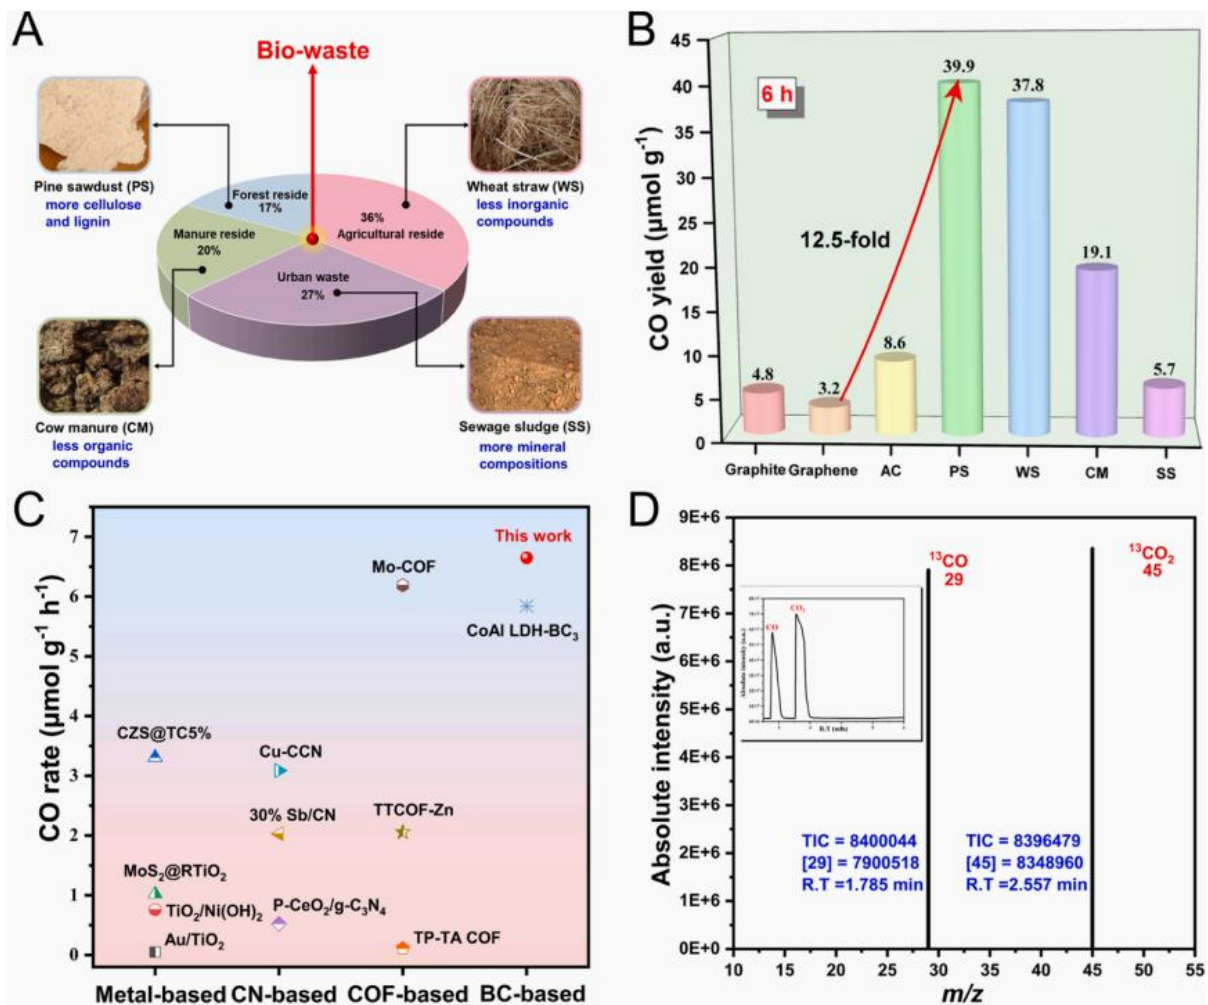 A
Bio-waste
Pine sawdust (PS)
more cellulose
and lignin
Forest reside
17%
36%
Agricultural reside
Wheat straw (WS)
less inorganic
compounds
Manure reside
20%
Urban waste
27%
Cow manure (CM)
less organic
compounds
Sewage sludge (SS)
more mineral
compositions
B
CO yield (μmol g⁻¹)
45
40
35
30
25
20
15
10
5
0
6 h
12.5-fold
4.8
3.2
8.6
39.9
37.8
19.1
5.7
Graphite
Graphene
AC
PS
WS
CM
SS
C
CO rate (μmol g⁻¹ h⁻¹)
7
6
5
4
3
2
1
0
This work
Mo-COF
CoAl LDH-BC₃
CZS@TC5%
Cu-CCN
30% Sb/CN
TTCOF-Zn
MoS₂@RTiO₂
TiO₂/Ni(OH)₂
P-CeO₂/g-C₃N₄
Au/TiO₂
TP-TA COF
Metal-based
CN-based
COF-based
BC-based
D
Absolute intensity (a.u.)
9E+6
8E+6
7E+6
6E+6
5E+6
4E+6
3E+6
2E+6
1E+6
0E+0
¹³CO
29
¹³CO₂
45
CO
CO₂
Absolute intensity (a.u.)
R.T (min)
TIC = 8400044
[29] = 7900518
R.T =1.785 min
TIC = 8396479
[45] = 8348960
R.T =2.557 min
10
15
20
25
30
35
40
45
50
55
m/z